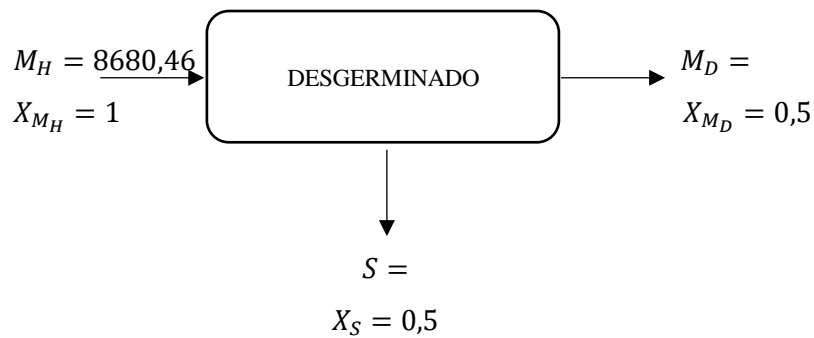 M_H = 8680,46
X_{M_H} = 1
DESGERMINADO
M_D =
X_{M_D} = 0,5
S =
X_S = 0,5